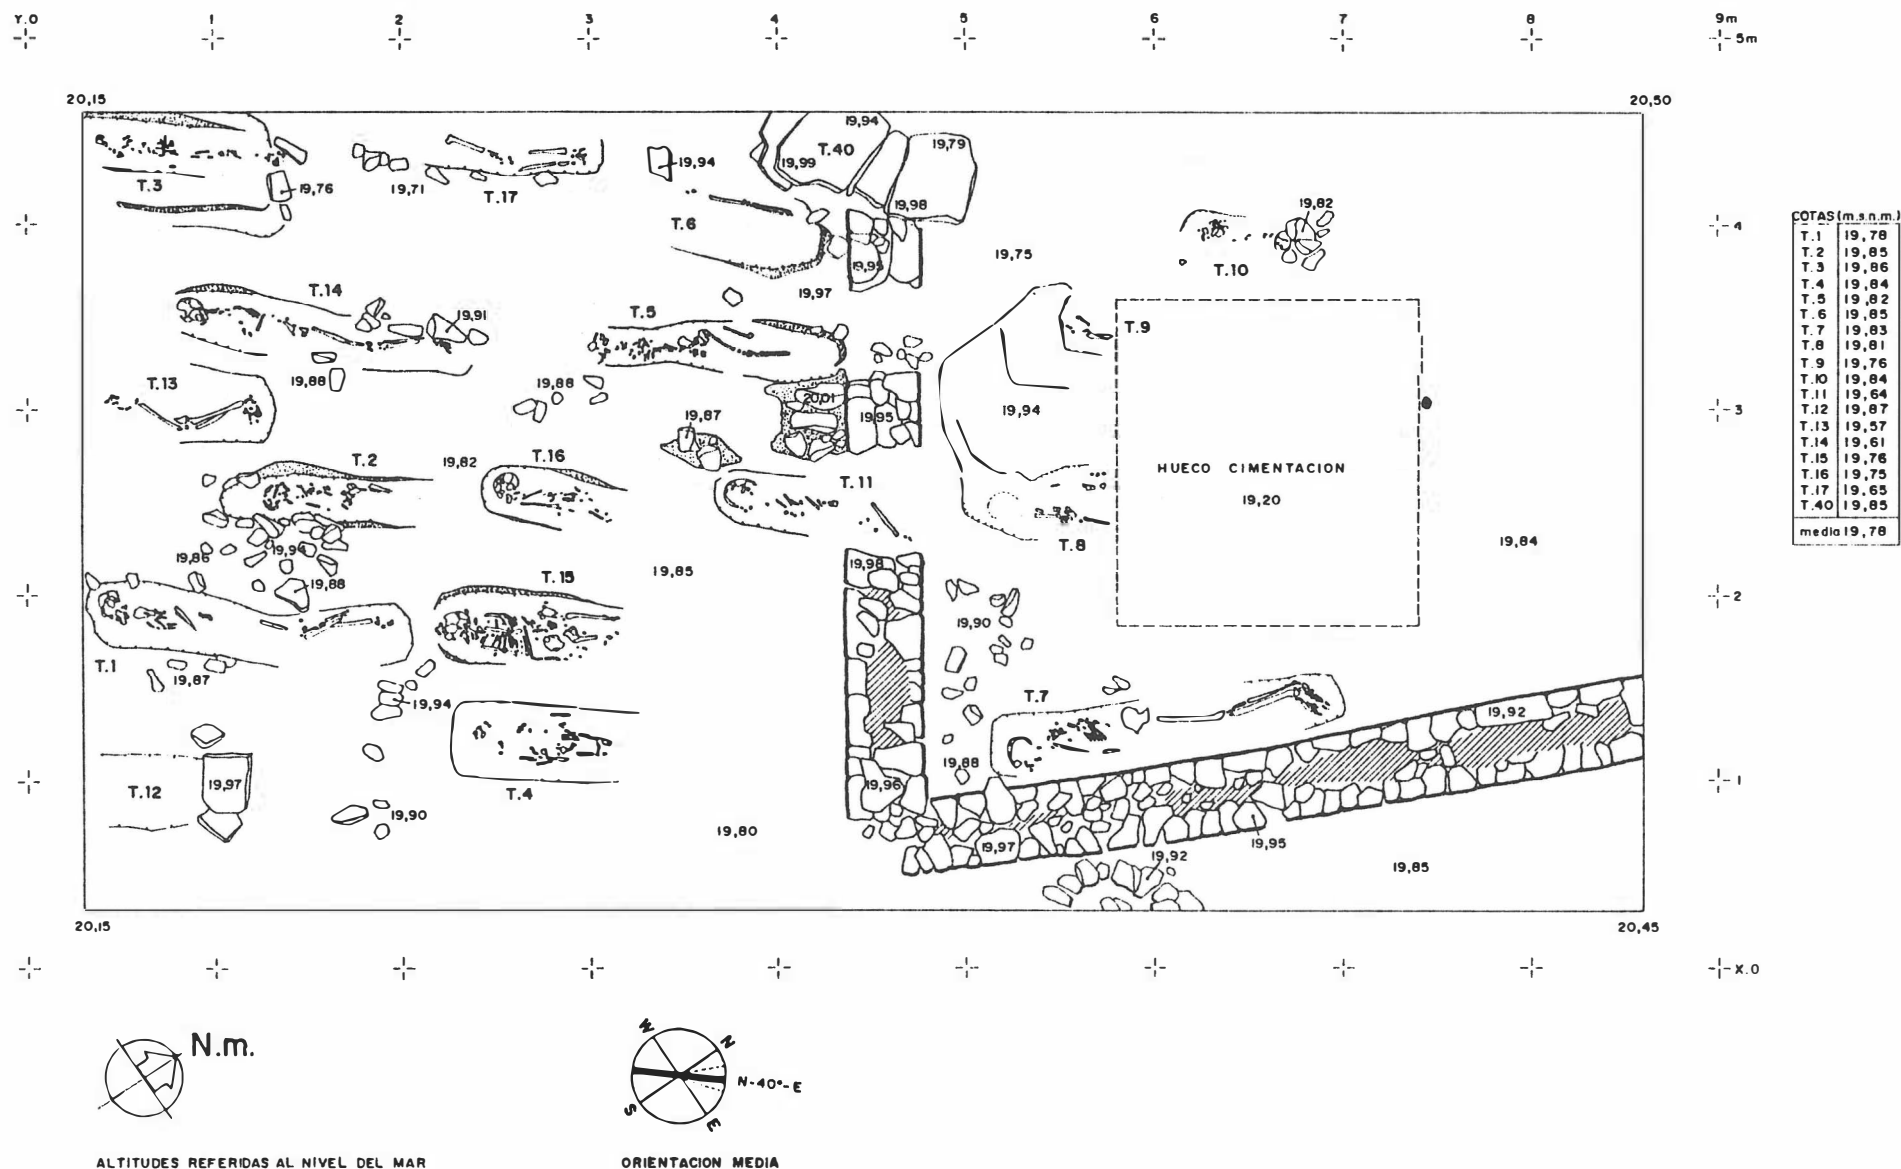 Y.O 1 2 3 4 5 6 7 8 9m
5m
20,15 20,50
19,94
T.40 19,79
19,99
T.3 19,76 19,71 T.17 19,94
19,98
19,82
4
T.6
19,75
T.10
19,95
19,97
T.14
19,91
T.5
T.9
T.13 19,88 19,88
20,01
19,95 19,94
3
19,87
T.2 19,82 T.16
T.11
HUECO CIMENTACION
19,20
T.8
19,84
19,86 19,94
19,98
19,88 T.15 19,85
2
19,90
T.1
19,87
19,94
T.7
19,92
19,88
T.12 19,97 T.4
19,96
1
19,90
19,80
19,97 19,92 19,95
19,85
20,15 20,45
X.O
COTAS (m.s.n.m.)
T.1 19,78
T.2 19,85
T.3 19,86
T.4 19,84
T.5 19,82
T.6 19,85
T.7 19,83
T.8 19,81
T.9 19,76
T.10 19,84
T.11 19,64
T.12 19,87
T.13 19,57
T.14 19,61
T.15 19,76
T.16 19,75
T.17 19,65
T.40 19,85
media 19,78
N.m.
W N
N-40°-E
S E
ALTITUDES REFERIDAS AL NIVEL DEL MAR
ORIENTACION MEDIA